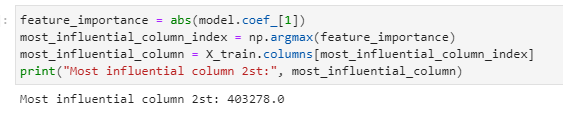 :
feature_importance = abs(model.coef_[1])
most_influential_column_index = np.argmax(feature_importance)
most_influential_column = X_train.columns[most_influential_column_index]
print("Most influential column 2st:", most_influential_column)
Most influential column 2st: 403278.0